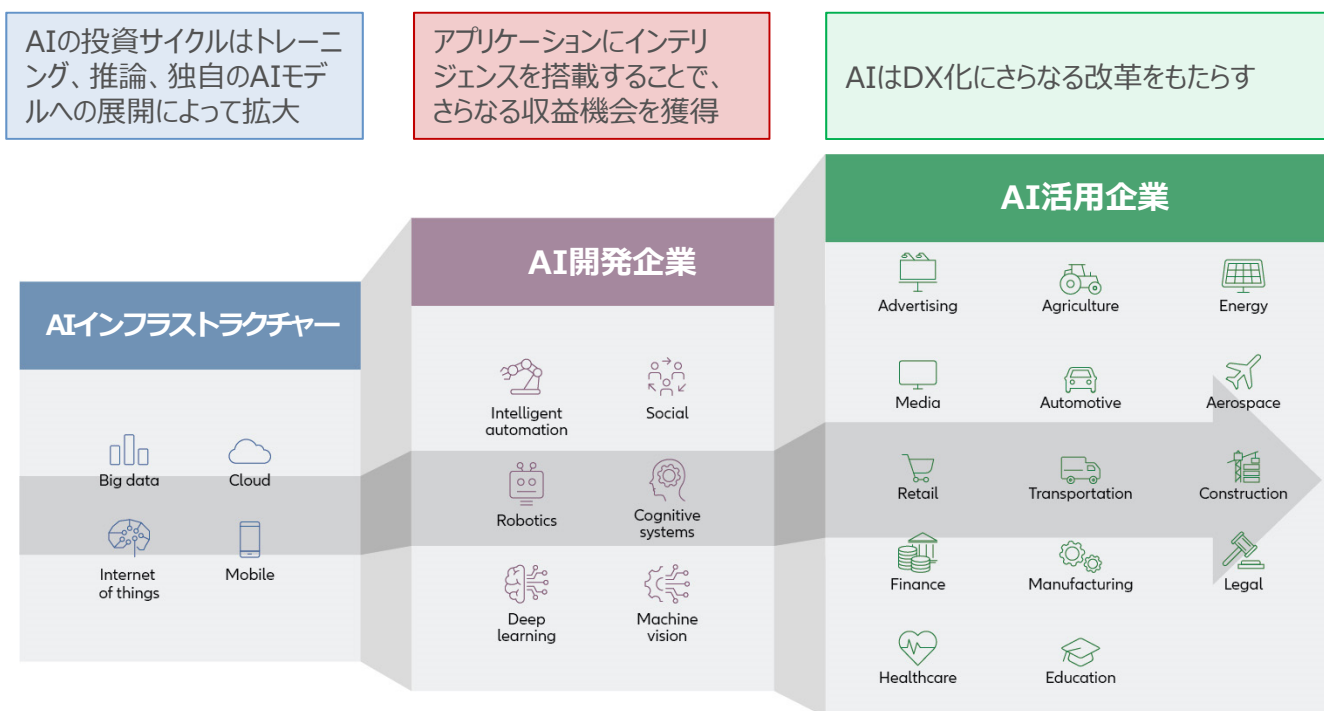 AIの投資サイクルはトレーニ
ング、推論、独自のAIモデ
ルへの展開によって拡大
アプリケーションにインテリ
ジェンスを搭載することで、
さらなる収益機会を獲得
AIはDX化にさらなる改革をもたらす
AIインフラストラクチャー
Big data
Cloud
Internet
of things
Mobile
AI開発企業
Intelligent
automation
Social
Robotics
Cognitive
systems
Deep
learning
Machine
vision
AI活用企業
Advertising
Agriculture
Energy
Media
Automotive
Aerospace
Retail
Transportation
Construction
Finance
Manufacturing
Legal
Healthcare
Education